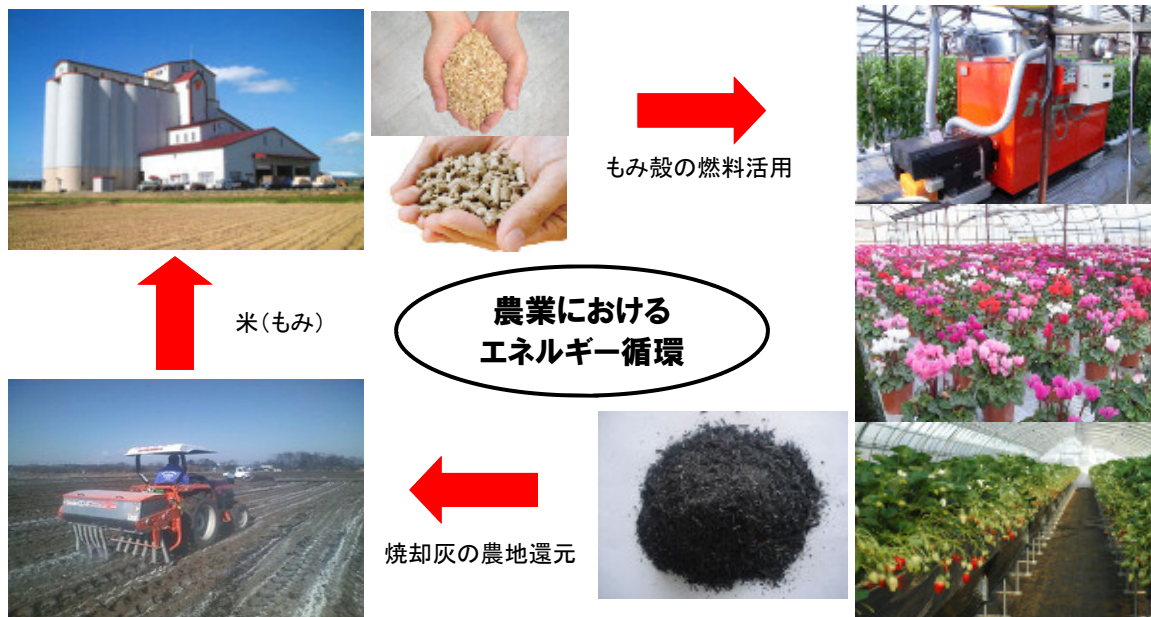 もみ殻の燃料活用
米(もみ)
農業における
エネルギー循環
焼却灰の農地還元